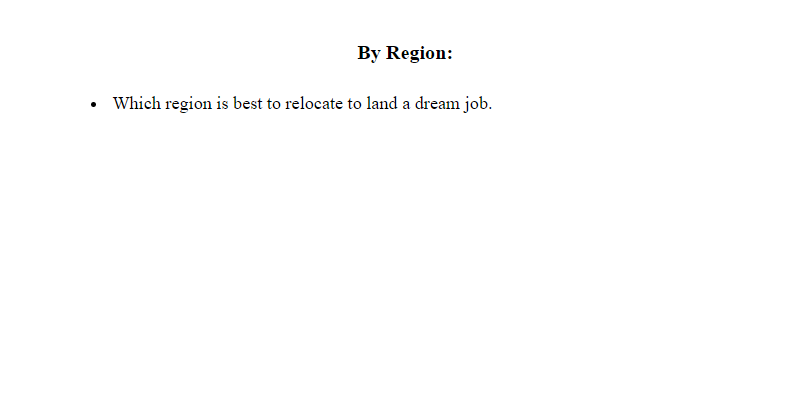 By Region:
• Which region is best to relocate to land a dream job.